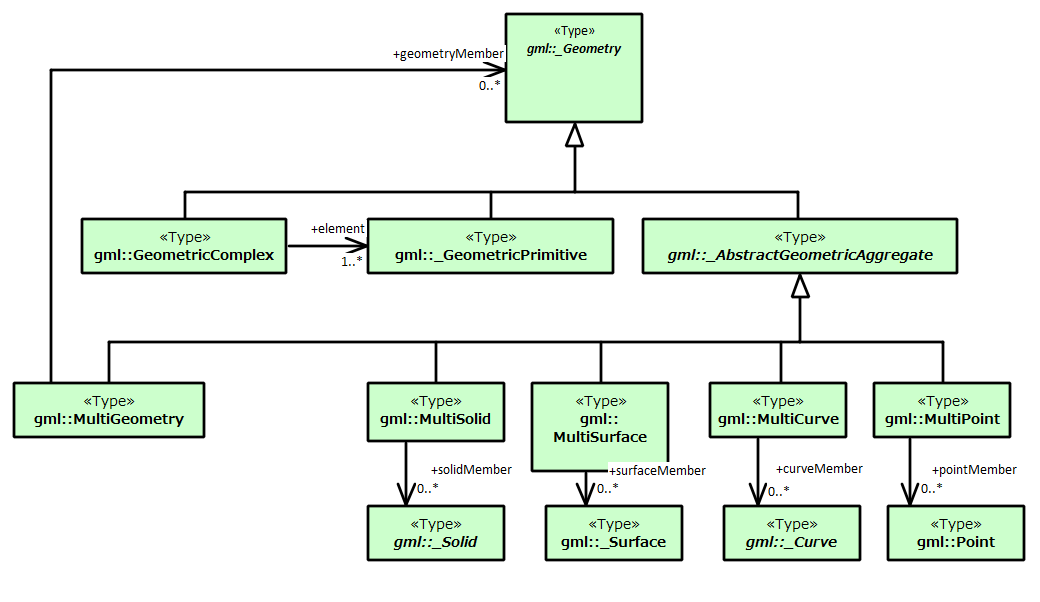 «Type»
gml::_Geometry
+geometryMember
0..*
«Type»
gml::GeometricComplex
+element
1..*
«Type»
gml::_GeometricPrimitive
«Type»
gml::_AbstractGeometricAggregate
«Type»
gml::MultiGeometry
«Type»
gml::MultiSolid
«Type»
gml::
MultiSurface
«Type»
gml::MultiCurve
«Type»
gml::MultiPoint
+solidMember
0..*
+surfaceMember
0..*
+curveMember
0..*
+pointMember
0..*
«Type»
gml::_Solid
«Type»
gml::_Surface
«Type»
gml::_Curve
«Type»
gml::Point